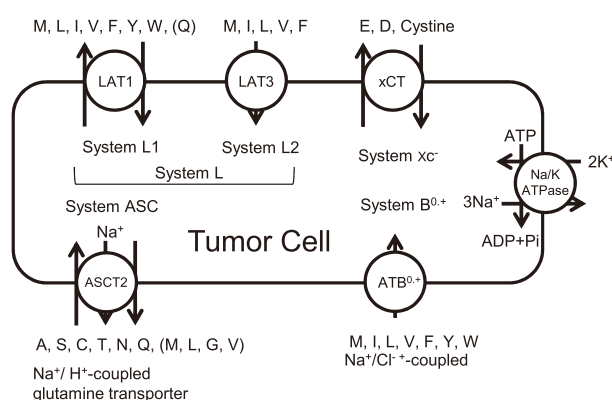 M, L, I, V, F, Y, W, (Q)
M, I, L, V, F
E, D, Cystine
LAT1
LAT3
xCT
System L1
System L2
System L
System xc-
ATP
2K+
Na/K
ATPase
3Na+
ADP+Pi
System ASC
Na+
System B0.+
Tumor Cell
ASCT2
ATB0.+
A, S, C, T, N, Q, (M, L, G, V)
Na+/ H+-coupled
glutamine transporter
M, I, L, V, F, Y, W
Na+/Cl- +-coupled